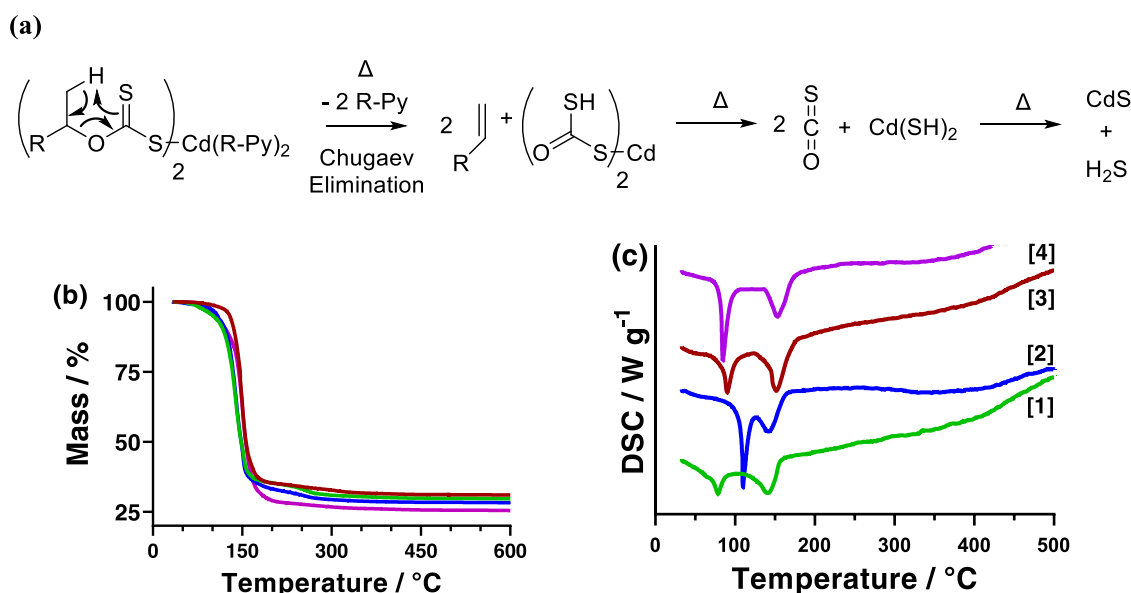 (a)
H
S
R
O
S
2
Cd(R-Py)2
Δ
- 2 R-Py
Chugaev
Elimination
2
R
+
SH
O
S
2
Cd
Δ
2
S
C
O
+
Cd(SH)2
Δ
CdS
+
H2S
(b)
100
75
50
25
Mass / %
0
150
300
450
600
Temperature / °C
(c)
[4]
[3]
[2]
[1]
DSC / W g-1
0
100
200
300
400
500
Temperature / °C